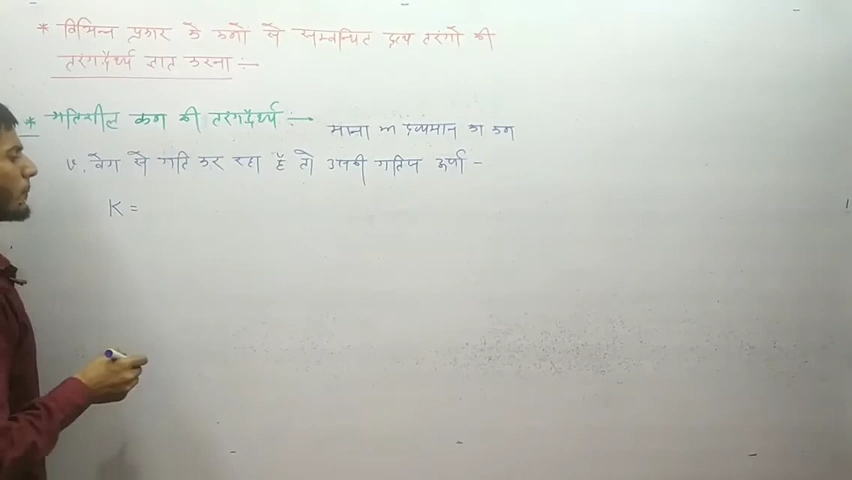 * विभिन्न प्रकार के कणों से सम्बन्धित द्रव्य तरंगो की
तरंगदैर्ध्य ज्ञात करना :-
* गतिशील कण की तरंगदैर्ध्य :- माना m द्रव्यमान का कण
v वेग से गति कर रहा है तो उसकी गतिज ऊर्जा -
K =